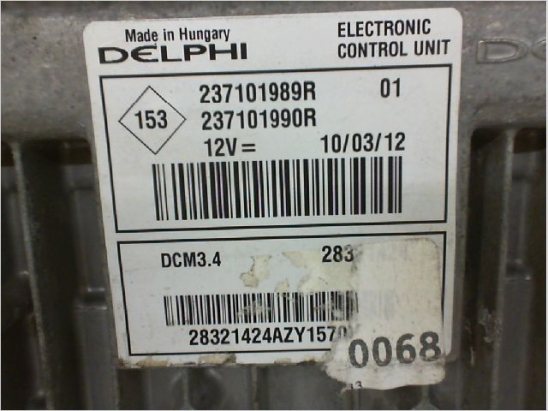 Made in Hungary
DELPHI
ELECTRONIC
CONTROL UNIT
153
237101989R 01
237101990R
12V= 10/03/12
DCM3.4 283
28321424AZY1570
0068